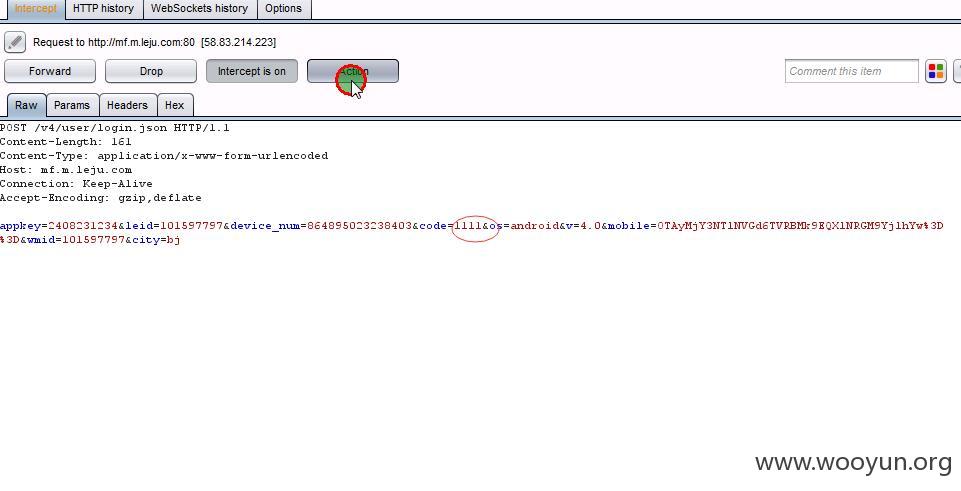 Intercept HTTP history WebSockets history Options
Request to http://mf.m.leju.com:80 [58.83.214.223]
Forward Drop Intercept is on Action Comment this item
Raw Params Headers Hex
POST /v4/user/login.json HTTP/1.1
Content-Length: 161
Content-Type: application/x-www-form-urlencoded
Host: mf.m.leju.com
Connection: Keep-Alive
Accept-Encoding: gzip,deflate
appkey=2408231234&leid=101597797&device_num=864895023238403&code=1111&os=android&v=4.0&mobile=OTAyMjY3NTlNVGd6TVRBMk9EQXlNRGM9YjlhYw%3D
%3D&wmid=101597797&city=bj
www.wooyun.org